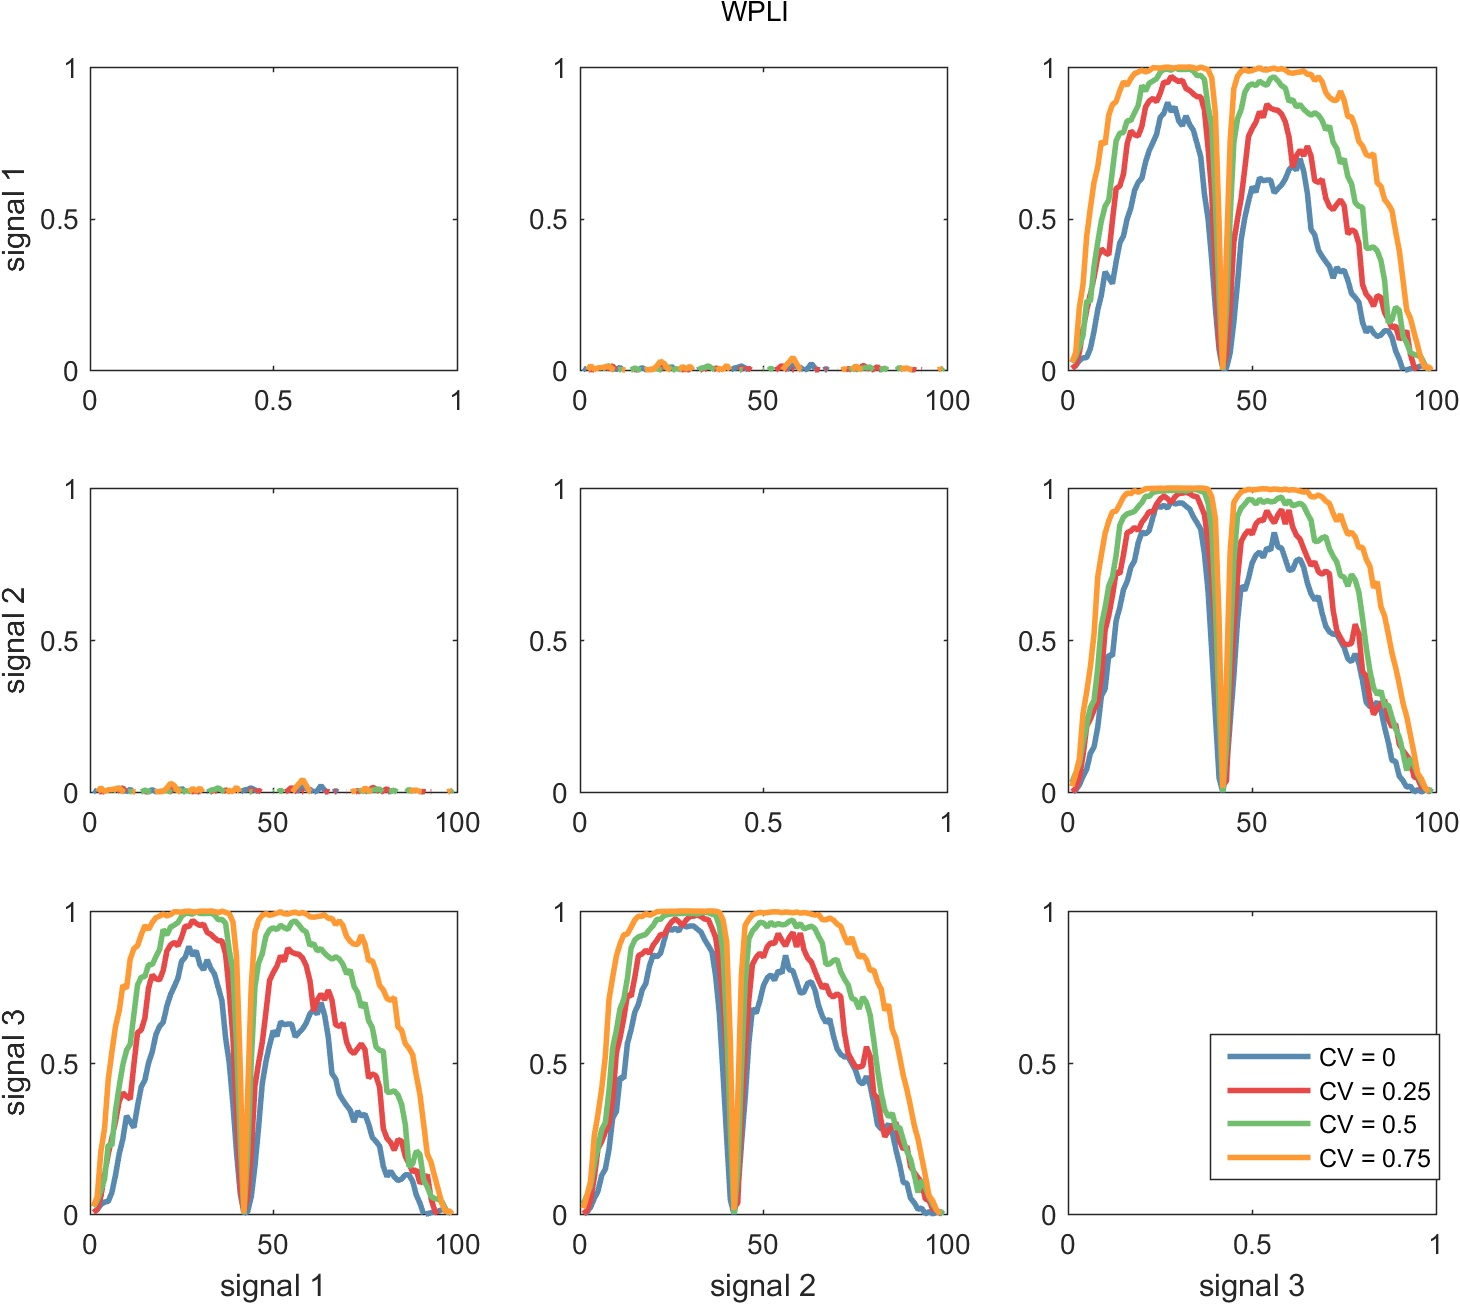 WPLI
1 1 1
signal 1 0.5 0.5 0.5
0 0 0
0 0.5 1 0 50 100 0 50 100
1 1 1
signal 2 0.5 0.5 0.5
0 0 0
0 50 100 0 0.5 1 0 50 100
1 1 1
signal 3 0.5 0.5 0.5
CV = 0
CV = 0.25
CV = 0.5
CV = 0.75
0 0 0
0 50 100 0 50 100 0 0.5 1
signal 1 signal 2 signal 3